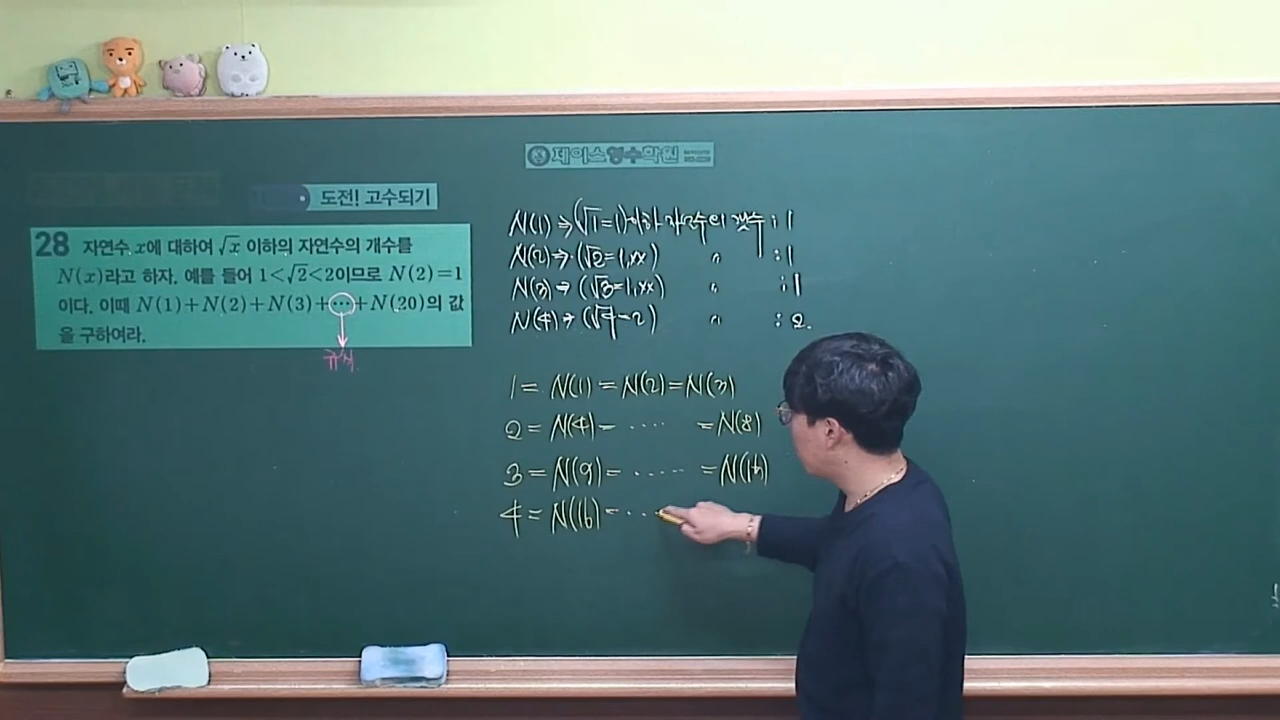 제이스영수학원
도전! 고수되기
28 자연수 x에 대하여 √x 이하의 자연수의 개수를
N(x)라고 하자. 예를 들어 1<√2<2이므로 N(2)=1
이다. 이때 N(1)+N(2)+N(3)+…+N(20)의 값
을 구하여라.
규칙
N(1) ⇒ (√1=1)이하 자연수의 갯수 : 1
N(2) ⇒ (√2=1.xx) 〃 : 1
N(3) ⇒ (√3=1.xx) 〃 : 1
N(4) ⇒ (√4=2) 〃 : 2.
1 = N(1) = N(2) = N(3)
2 = N(4) = ···· = N(8)
3 = N(9) = ····· = N(15)
4 = N(16) = ···